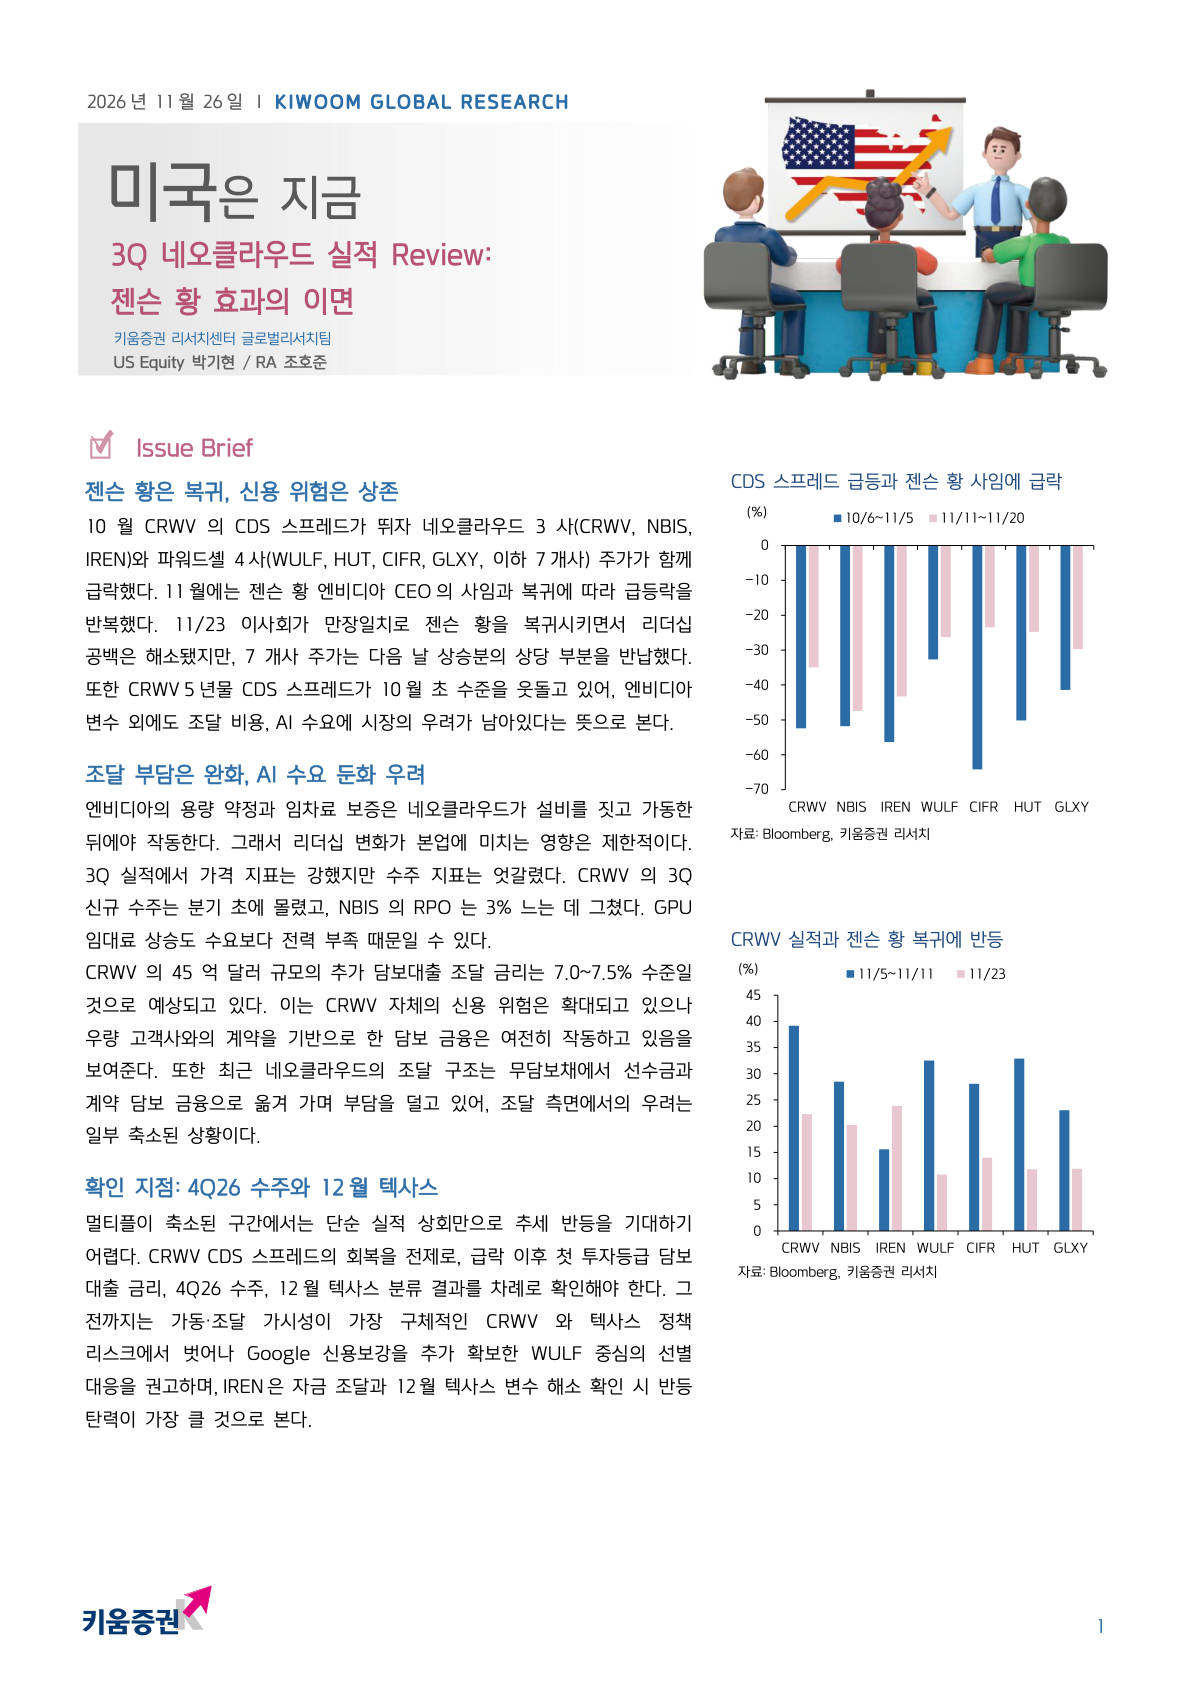 2026년 11월 26일 I KIWOOM GLOBAL RESEARCH
미국은 지금
3Q 네오클라우드 실적 Review:
젠슨 황 효과의 이면
키움증권 리서치센터 글로벌리서치팀
US Equity 박기현 / RA 조호준
Issue Brief
젠슨 황은 복귀, 신용 위험은 상존
10 월 CRWV 의 CDS 스프레드가 뛰자 네오클라우드 3 사(CRWV, NBIS,
IREN)와 파워드셸 4사(WULF, HUT, CIFR, GLXY, 이하 7개사) 주가가 함께
급락했다. 11월에는 젠슨 황 엔비디아 CEO의 사임과 복귀에 따라 급등락을
반복했다. 11/23 이사회가 만장일치로 젠슨 황을 복귀시키면서 리더십
공백은 해소됐지만, 7 개사 주가는 다음 날 상승분의 상당 부분을 반납했다.
또한 CRWV 5년물 CDS 스프레드가 10월 초 수준을 웃돌고 있어, 엔비디아
변수 외에도 조달 비용, AI 수요에 시장의 우려가 남아있다는 뜻으로 본다.
조달 부담은 완화, AI 수요 둔화 우려
엔비디아의 용량 약정과 임차료 보증은 네오클라우드가 설비를 짓고 가동한
뒤에야 작동한다. 그래서 리더십 변화가 본업에 미치는 영향은 제한적이다.
3Q 실적에서 가격 지표는 강했지만 수주 지표는 엇갈렸다. CRWV 의 3Q
신규 수주는 분기 초에 몰렸고, NBIS 의 RPO 는 3% 느는 데 그쳤다. GPU
임대료 상승도 수요보다 전력 부족 때문일 수 있다.
CRWV 의 45 억 달러 규모의 추가 담보대출 조달 금리는 7.0~7.5% 수준일
것으로 예상되고 있다. 이는 CRWV 자체의 신용 위험은 확대되고 있으나
우량 고객사와의 계약을 기반으로 한 담보 금융은 여전히 작동하고 있음을
보여준다. 또한 최근 네오클라우드의 조달 구조는 무담보채에서 선수금과
계약 담보 금융으로 옮겨 가며 부담을 덜고 있어, 조달 측면에서의 우려는
일부 축소된 상황이다.
확인 지점: 4Q26 수주와 12월 텍사스
멀티플이 축소된 구간에서는 단순 실적 상회만으로 추세 반등을 기대하기
어렵다. CRWV CDS 스프레드의 회복을 전제로, 급락 이후 첫 투자등급 담보
대출 금리, 4Q26 수주, 12월 텍사스 분류 결과를 차례로 확인해야 한다. 그
전까지는 가동·조달 가시성이 가장 구체적인 CRWV 와 텍사스 정책
리스크에서 벗어나 Google 신용보강을 추가 확보한 WULF 중심의 선별
대응을 권고하며, IREN은 자금 조달과 12월 텍사스 변수 해소 확인 시 반등
탄력이 가장 클 것으로 본다.
CDS 스프레드 급등과 젠슨 황 사임에 급락
(%)
10/6~11/5 11/11~11/20
0
-10
-20
-30
-40
-50
-60
-70
CRWV NBIS IREN WULF CIFR HUT GLXY
자료: Bloomberg, 키움증권 리서치
CRWV 실적과 젠슨 황 복귀에 반등
(%)
11/5~11/11 11/23
45
40
35
30
25
20
15
10
5
0
CRWV NBIS IREN WULF CIFR HUT GLXY
자료: Bloomberg, 키움증권 리서치
키움증권
1